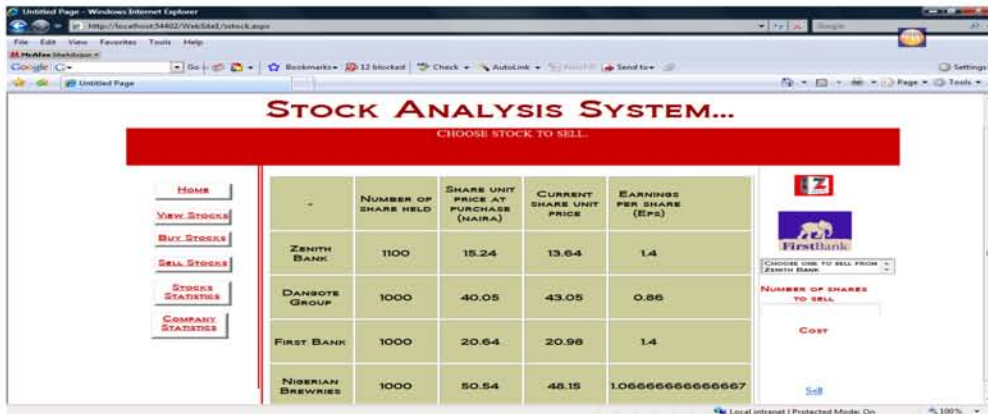 Untitled Page - Windows Internet Explorer
http://localhost:54402/WebSite1/sstock.aspx
Google
File Edit View Favorites Tools Help
McAfee SiteAdvisor
Google G Go Bookmarks 12 blocked Check AutoLink AutoFill Send to Settings
Untitled Page Page Tools
STOCK ANALYSIS SYSTEM...
CHOOSE STOCK TO SELL.
HOME
VIEW STOCKS
BUY STOCKS
SELL STOCKS
STOCKS
STATISTICS
COMPANY
STATISTICS
- NUMBER OF SHARE HELD SHARE UNIT PRICE AT PURCHASE (NAIRA) CURRENT SHARE UNIT PRICE EARNINGS PER SHARE (EPS)
ZENITH BANK 1100 15.24 13.64 1.4
DANGOTE GROUP 1000 40.05 43.05 0.86
FIRST BANK 1000 20.64 20.98 1.4
NIGERIAN BREWRIES 1000 50.54 48.15 1.06666666666667
Z
FirstBank
CHOOSE ONE TO SELL FROM
ZENITH BANK
NUMBER OF SHARES
TO SELL
COST
Sell
Local intranet | Protected Mode: On 100%